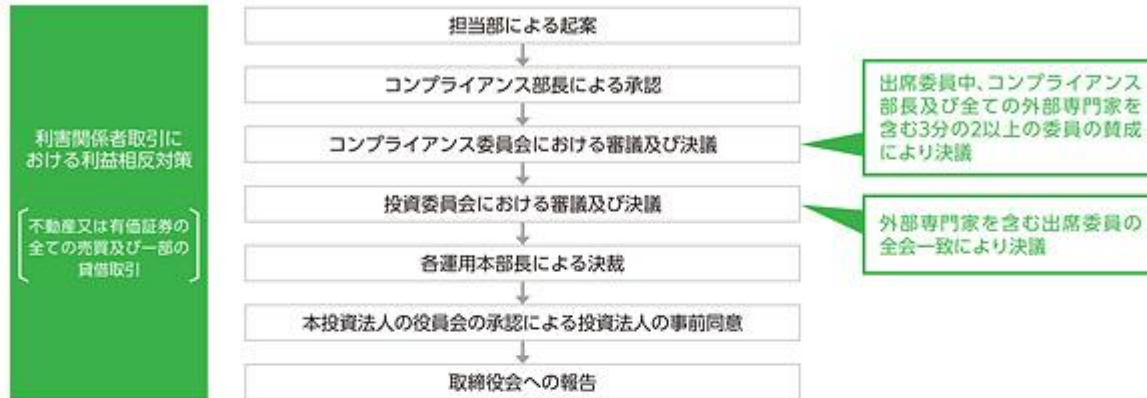 利害関係者取引に
おける利益相反対策
不動産又は有価証券の
全ての売買及び一部の
貸借取引
担当部による起案
コンプライアンス部長による承認
コンプライアンス委員会における審議及び決議
出席委員中、コンプライアンス
部長及び全ての外部専門家を
含む3分の2以上の委員の賛成
により決議
投資委員会における審議及び決議
外部専門家を含む出席委員の
全会一致により決議
各運用本部長による決裁
本投資法人の役員会の承認による投資法人の事前同意
取締役会への報告